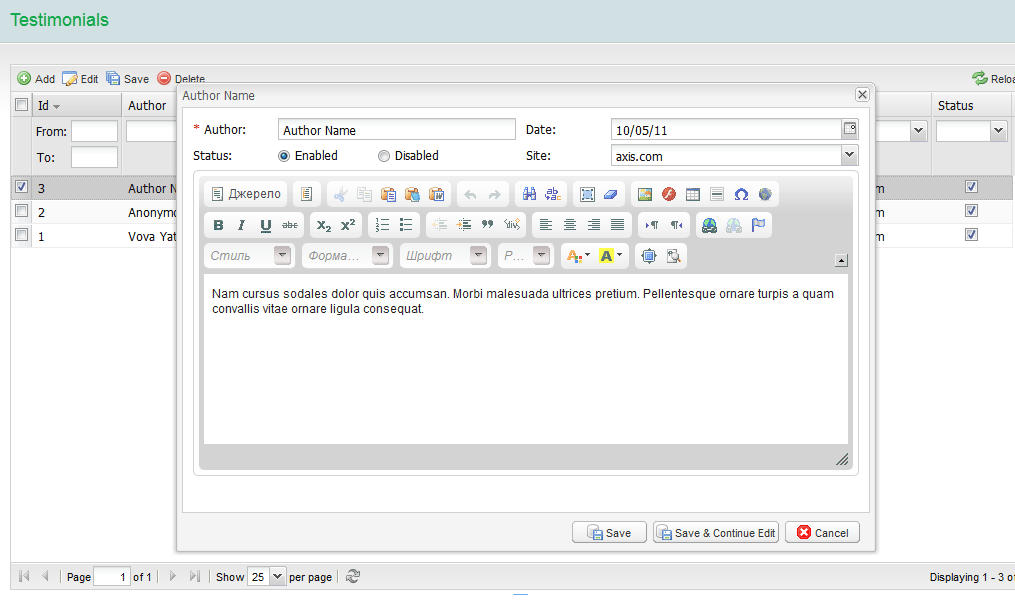 Testimonials
Add Edit Save Delete
Id Author Status
From:
To:
3 Author N m
2 Anonymo m
1 Vova Yat m
Author Name
* Author: Author Name Date: 10/05/11
Status: Enabled Disabled Site: axis.com
Джерело
B I U abc X₂ X²
Стиль Форма... Шрифт Р... A A
Nam cursus sodales dolor quis accumsan. Morbi malesuada ultrices pretium. Pellentesque ornare turpis a quam
convallis vitae ornare ligula consequat.
Save Save & Continue Edit Cancel
Page 1 of 1 Show 25 per page Displaying 1 - 3